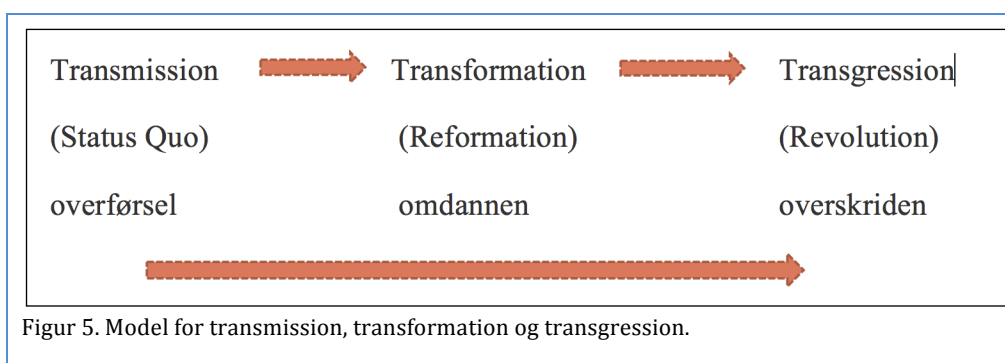 Transmission Transformation Transgression
(Status Quo) (Reformation) (Revolution)
overførsel omdannen overskriden
Figur 5. Model for transmission, transformation og transgression.